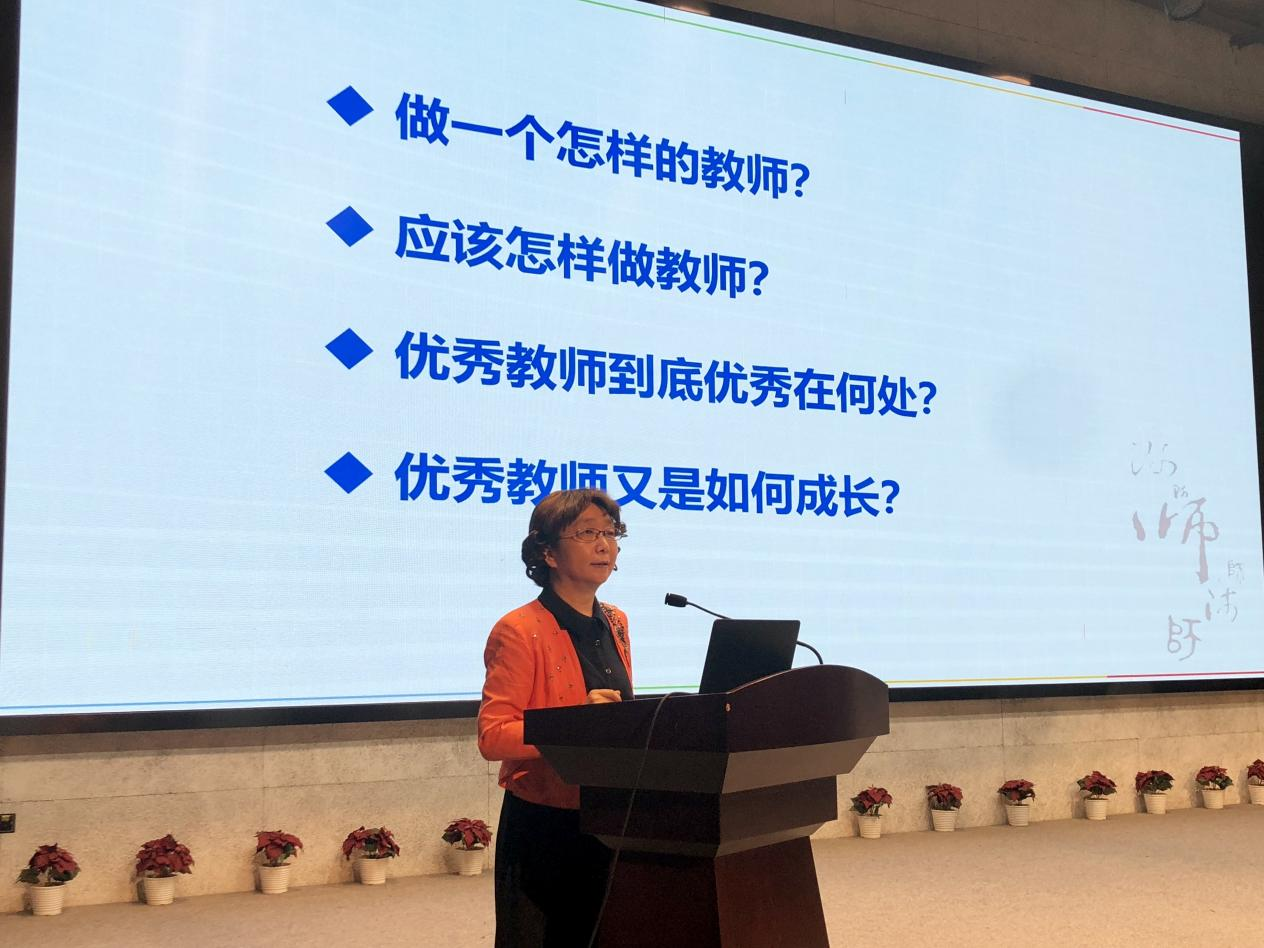 做一个怎样的教师?
应该怎样做教师?
优秀教师到底优秀在何处?
优秀教师又是如何成长?
师